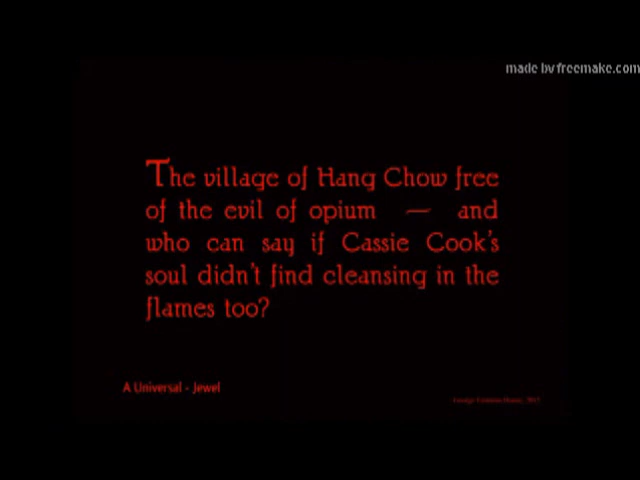 made by freemake.com
The village of Hang Chow free
of the evil of opium — and
who can say if Cassie Cook's
soul didn't find cleansing in the
flames too?
A Universal - Jewel